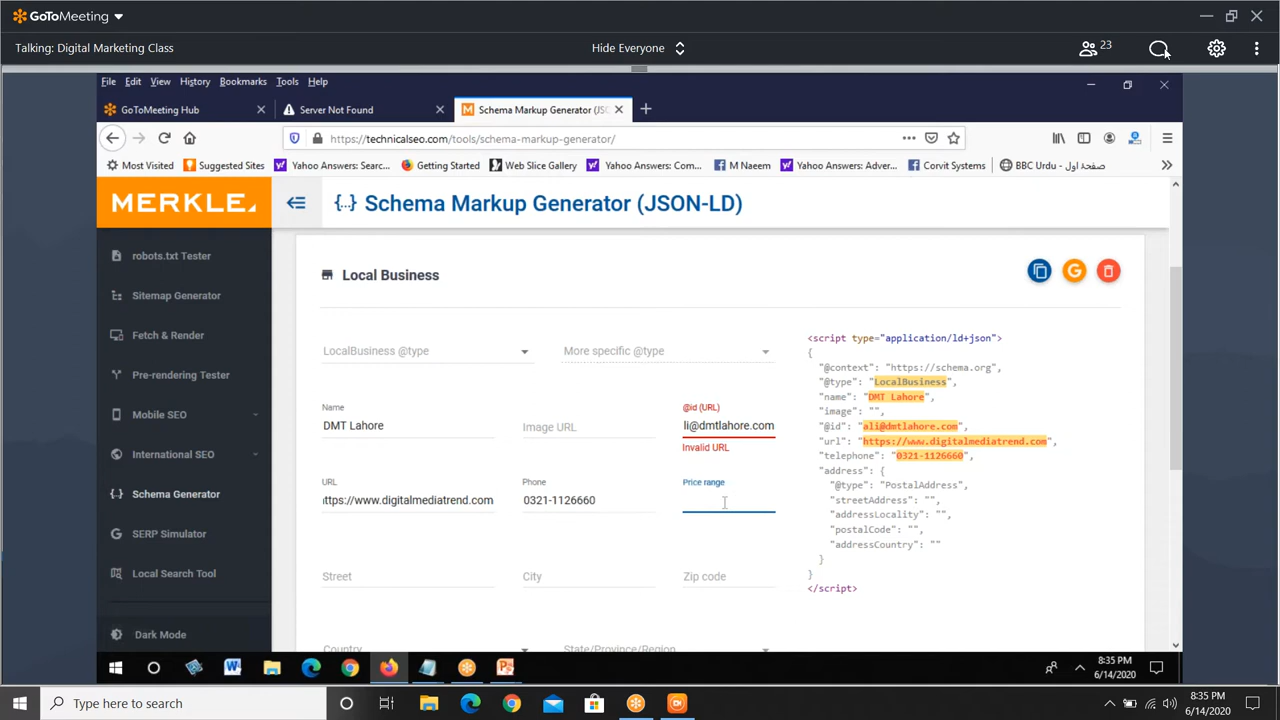 GoToMeeting
Talking: Digital Marketing Class
Hide Everyone
23
File Edit View History Bookmarks Tools Help
GoToMeeting Hub
Server Not Found
Schema Markup Generator (JSO
https://technicalseo.com/tools/schema-markup-generator/
Most Visited
Suggested Sites
Yahoo Answers: Searc...
Getting Started
Web Slice Gallery
Yahoo Answers: Com...
M Naeem
Yahoo Answers: Adver...
Corvit Systems
BBC Urdu - صفحۂ اول
MERKLE
{...} Schema Markup Generator (JSON-LD)
robots.txt Tester
Sitemap Generator
Fetch & Render
Pre-rendering Tester
Mobile SEO
International SEO
Schema Generator
SERP Simulator
Local Search Tool
Dark Mode
Local Business
LocalBusiness @type
More specific @type
Name
DMT Lahore
Image URL
@id (URL)
li@dmtlahore.com
Invalid URL
URL
ttps://www.digitalmediatrend.com
Phone
0321-1126660
Price range
Street
City
Zip code
Country
State/Province/Region
<script type="application/ld+json">
{
"@context": "https://schema.org",
"@type": "LocalBusiness",
"name": "DMT Lahore",
"image": "",
"@id": "ali@dmtlahore.com",
"url": "https://www.digitalmediatrend.com",
"telephone": "0321-1126660",
"address": {
"@type": "PostalAddress",
"streetAddress": "",
"addressLocality": "",
"postalCode": "",
"addressCountry": ""
}
}
</script>
8:35 PM
6/14/2020
Type here to search
8:35 PM
6/14/2020